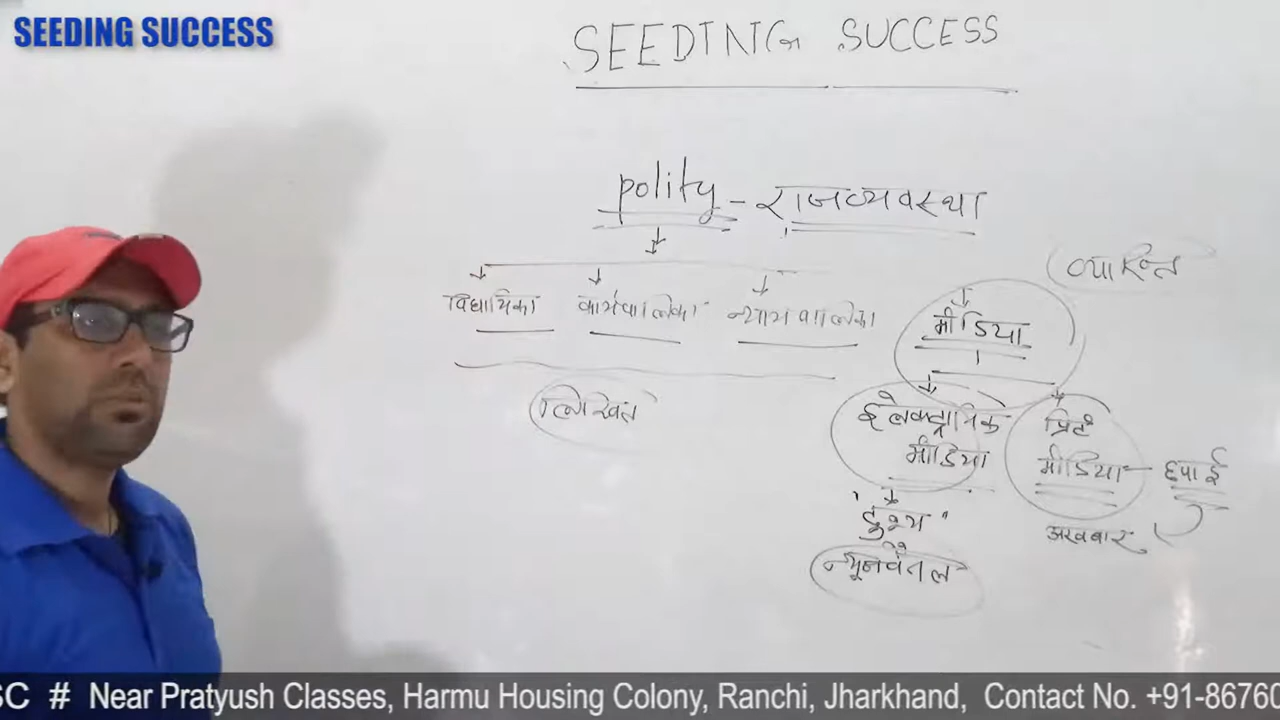 SEEDING SUCCESS
SEEDING SUCCESS
polity - राजव्यवस्था
विधायिका कार्यपालिका न्यायपालिका मीडिया
लिखित
इलेक्ट्रानिक मीडिया
प्रिंट मीडिया - छपाई
"दृश्य"
अखबार
न्यूजचैनल
SC # Near Pratyush Classes, Harmu Housing Colony, Ranchi, Jharkhand, Contact No. +91-8676